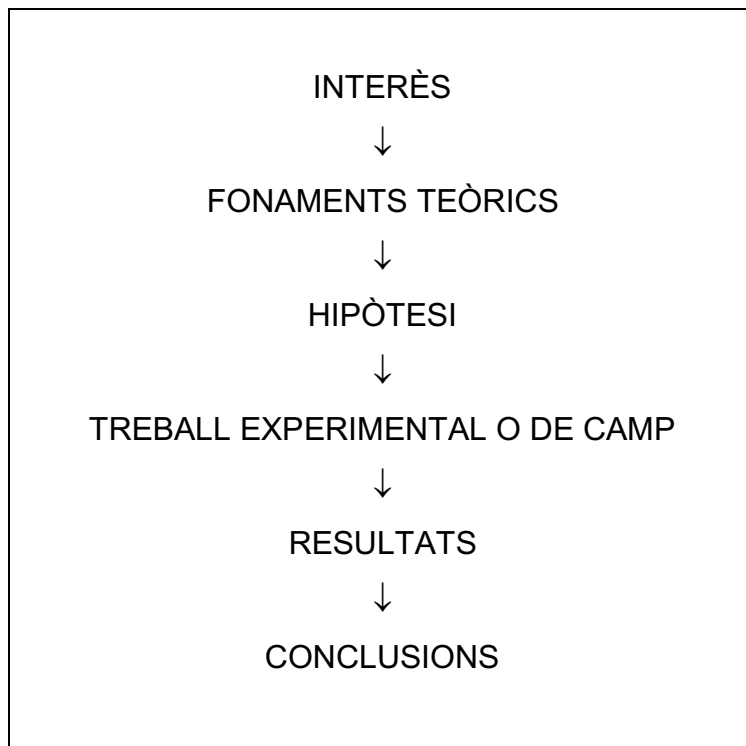 INTERÈS
↓
FONAMENTS TEÒRICS
↓
HIPÒTESI
↓
TREBALL EXPERIMENTAL O DE CAMP
↓
RESULTATS
↓
CONCLUSIONS